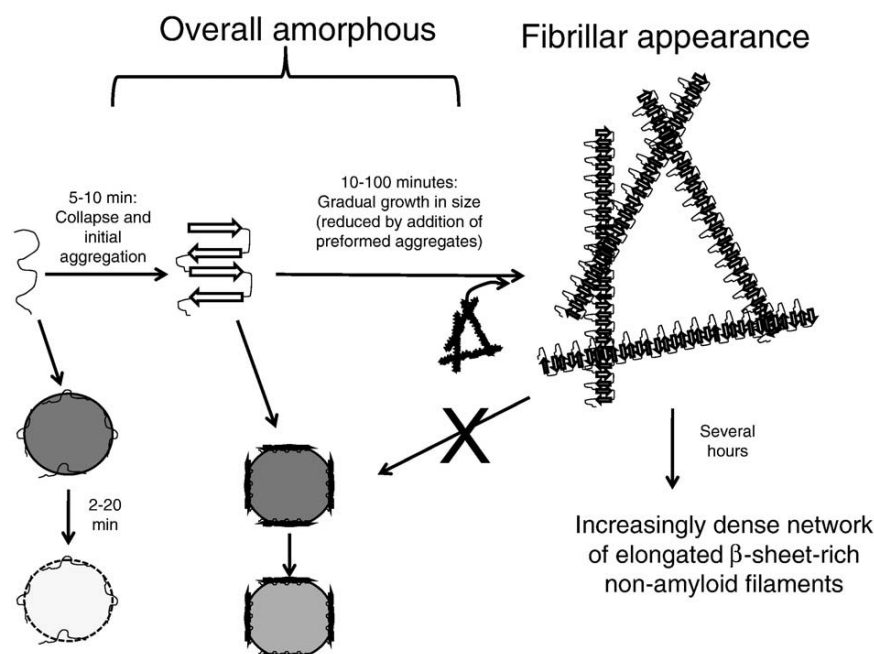 Overall amorphous
Fibrillar appearance
5-10 min:
Collapse and
initial
aggregation
10-100 minutes:
Gradual growth in size
(reduced by addition of
preformed aggregates)
X
Several
hours
2-20
min
Increasingly dense network
of elongated β-sheet-rich
non-amyloid filaments